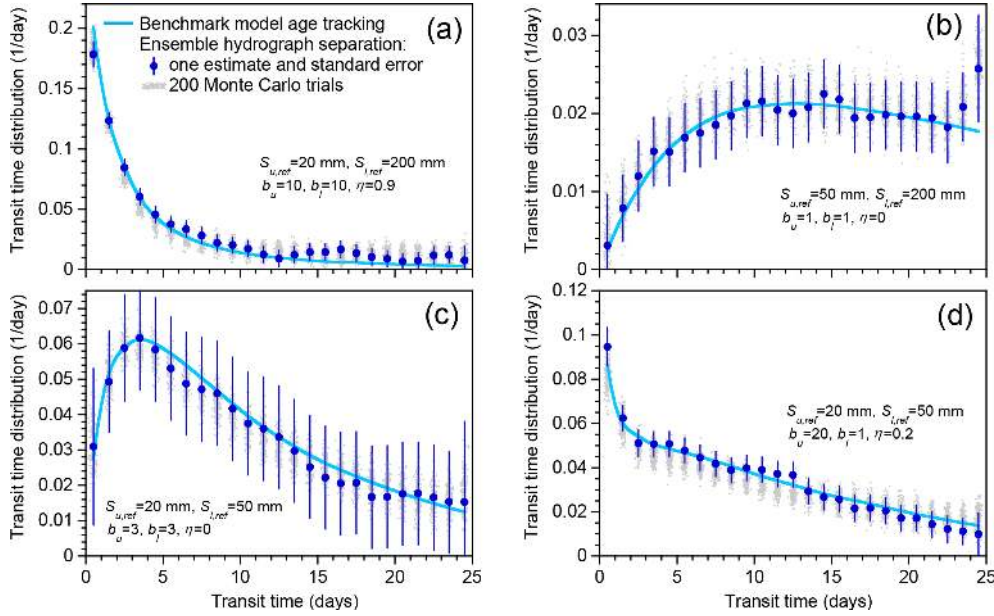 (a)
Benchmark model age tracking
Ensemble hydrograph separation:
one estimate and standard error
200 Monte Carlo trials
S_u,ref=20 mm, S_l,ref=200 mm
b_u=10, b_l=10, η=0.9
Transit time distribution (1/day)
0.2
0.15
0.1
0.05
0
(b)
S_u,ref=50 mm, S_l,ref=200 mm
b_u=1, b_l=1, η=0
Transit time distribution (1/day)
0.03
0.02
0.01
0
(c)
S_u,ref=20 mm, S_l,ref=50 mm
b_u=3, b_l=3, η=0
Transit time distribution (1/day)
0.07
0.06
0.05
0.04
0.03
0.02
0.01
0
0 5 10 15 20 25
Transit time (days)
(d)
S_u,ref=20 mm, S_l,ref=50 mm
b_u=20, b_l=1, η=0.2
Transit time distribution (1/day)
0.12
0.1
0.08
0.06
0.04
0.02
0
0 5 10 15 20 25
Transit time (days)